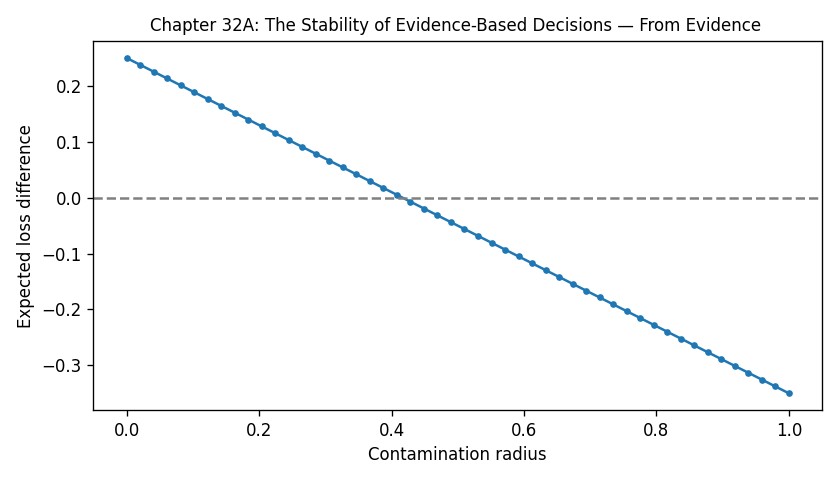 Chapter 32A: The Stability of Evidence-Based Decisions — From Evidence
Expected loss difference
0.2
0.1
0.0
−0.1
−0.2
−0.3
0.0 0.2 0.4 0.6 0.8 1.0
Contamination radius